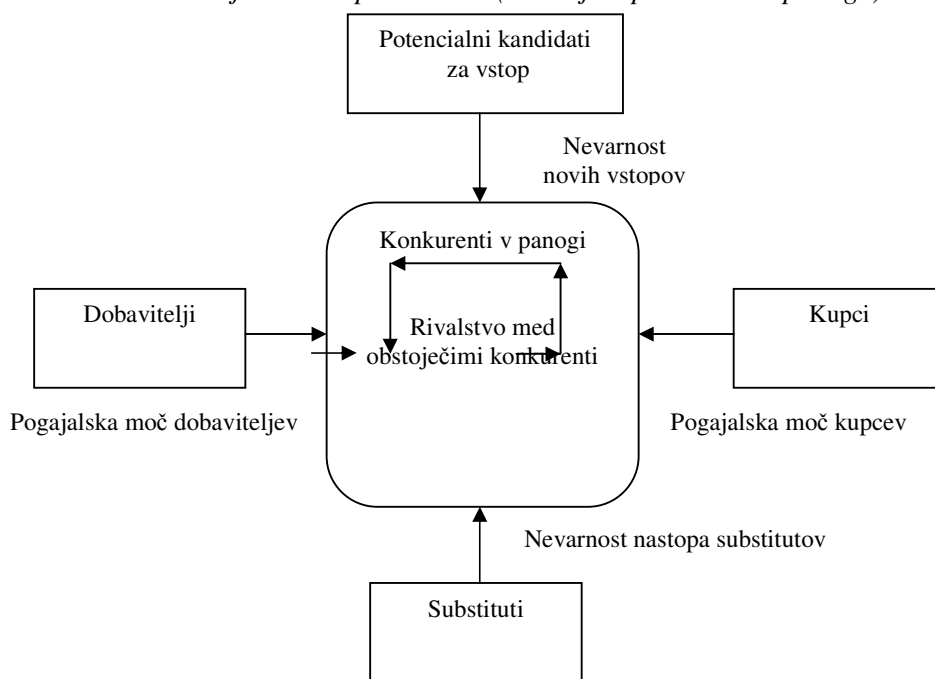 Potencialni kandidati
za vstop
Nevarnost
novih vstopov
Konkurenti v panogi
Dobavitelji
Rivalstvo med
obstoječimi konkurenti
Kupci
Pogajalska moč dobaviteljev
Pogajalska moč kupcev
Nevarnost nastopa substitutov
Substituti